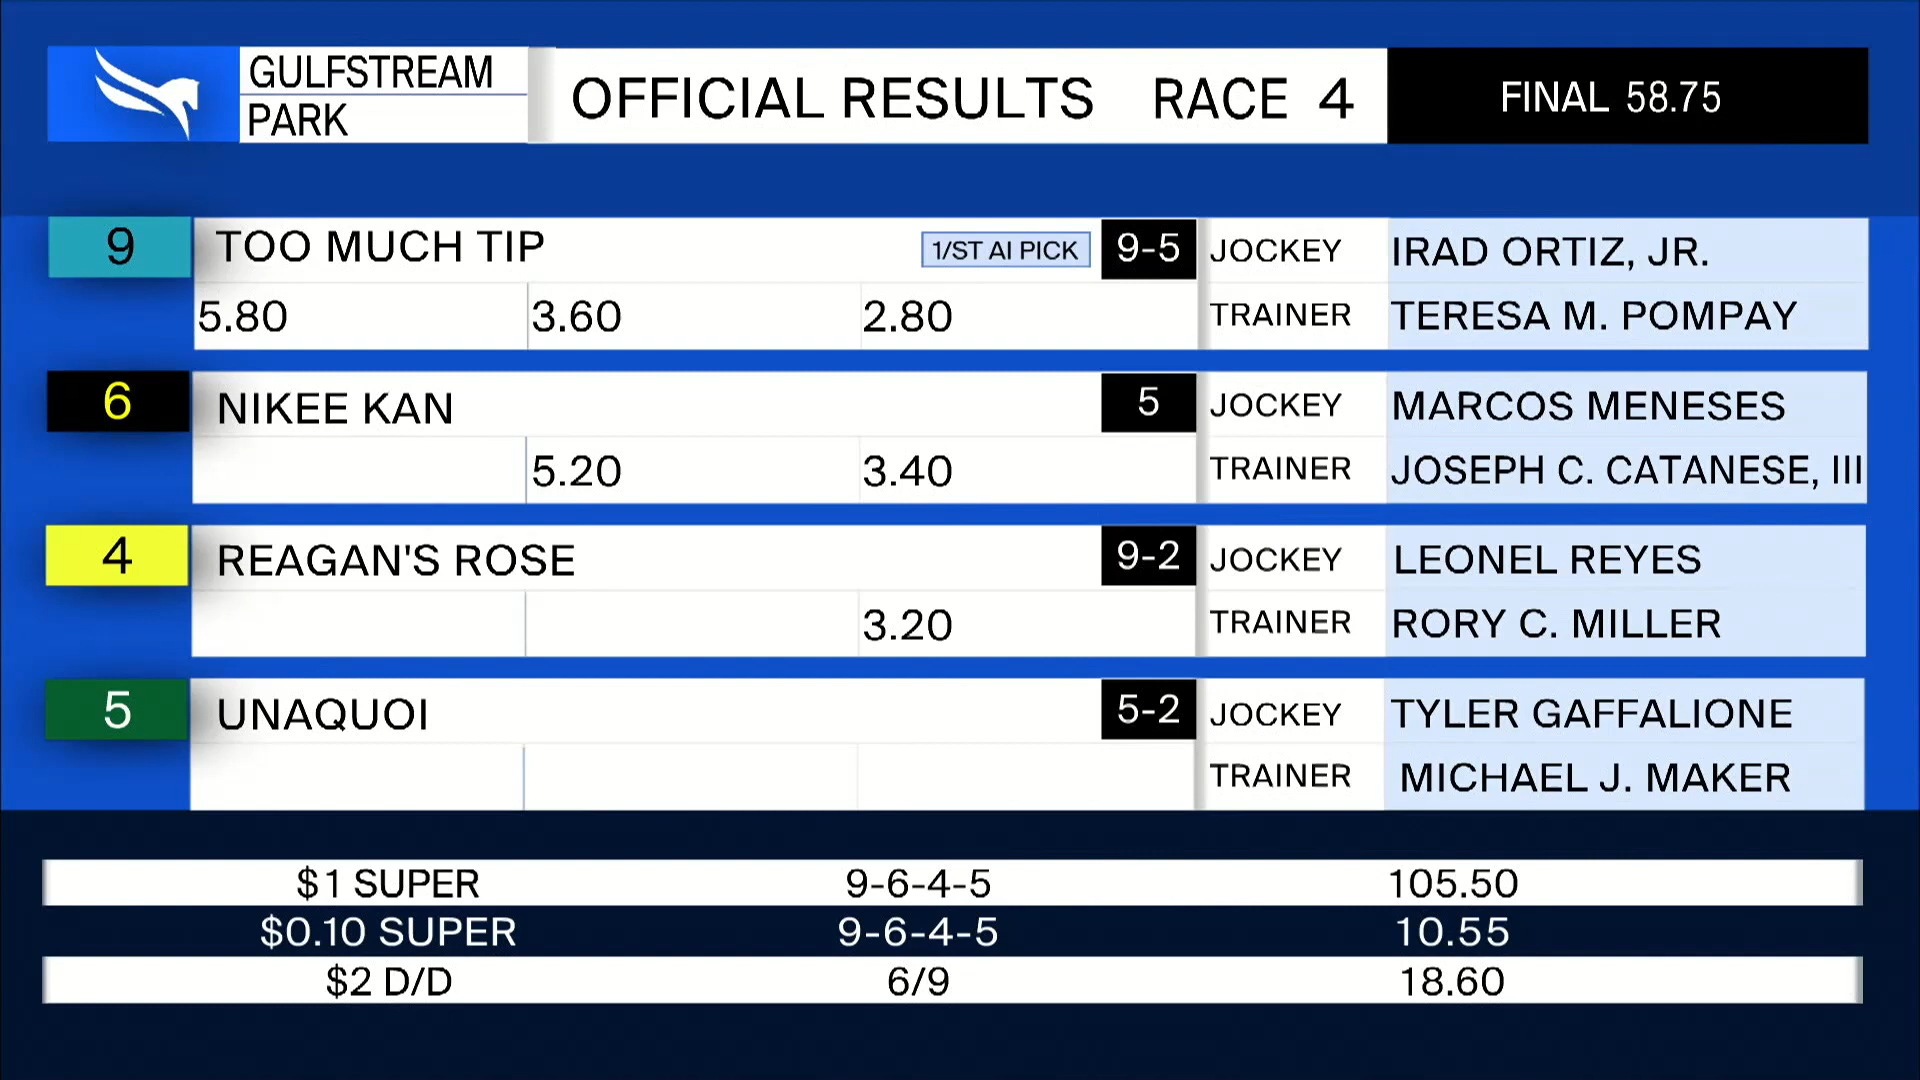 GULFSTREAM
PARK
OFFICIAL RESULTS RACE 4
FINAL 58.75
9 TOO MUCH TIP 1/ST AI PICK 9-5 JOCKEY IRAD ORTIZ, JR.
5.80 3.60 2.80 TRAINER TERESA M. POMPAY
6 NIKEE KAN 5 JOCKEY MARCOS MENESES
5.20 3.40 TRAINER JOSEPH C. CATANESE, III
4 REAGAN'S ROSE 9-2 JOCKEY LEONEL REYES
3.20 TRAINER RORY C. MILLER
5 UNAQUOI 5-2 JOCKEY TYLER GAFFALIONE
TRAINER MICHAEL J. MAKER
$1 SUPER 9-6-4-5 105.50
$0.10 SUPER 9-6-4-5 10.55
$2 D/D 6/9 18.60